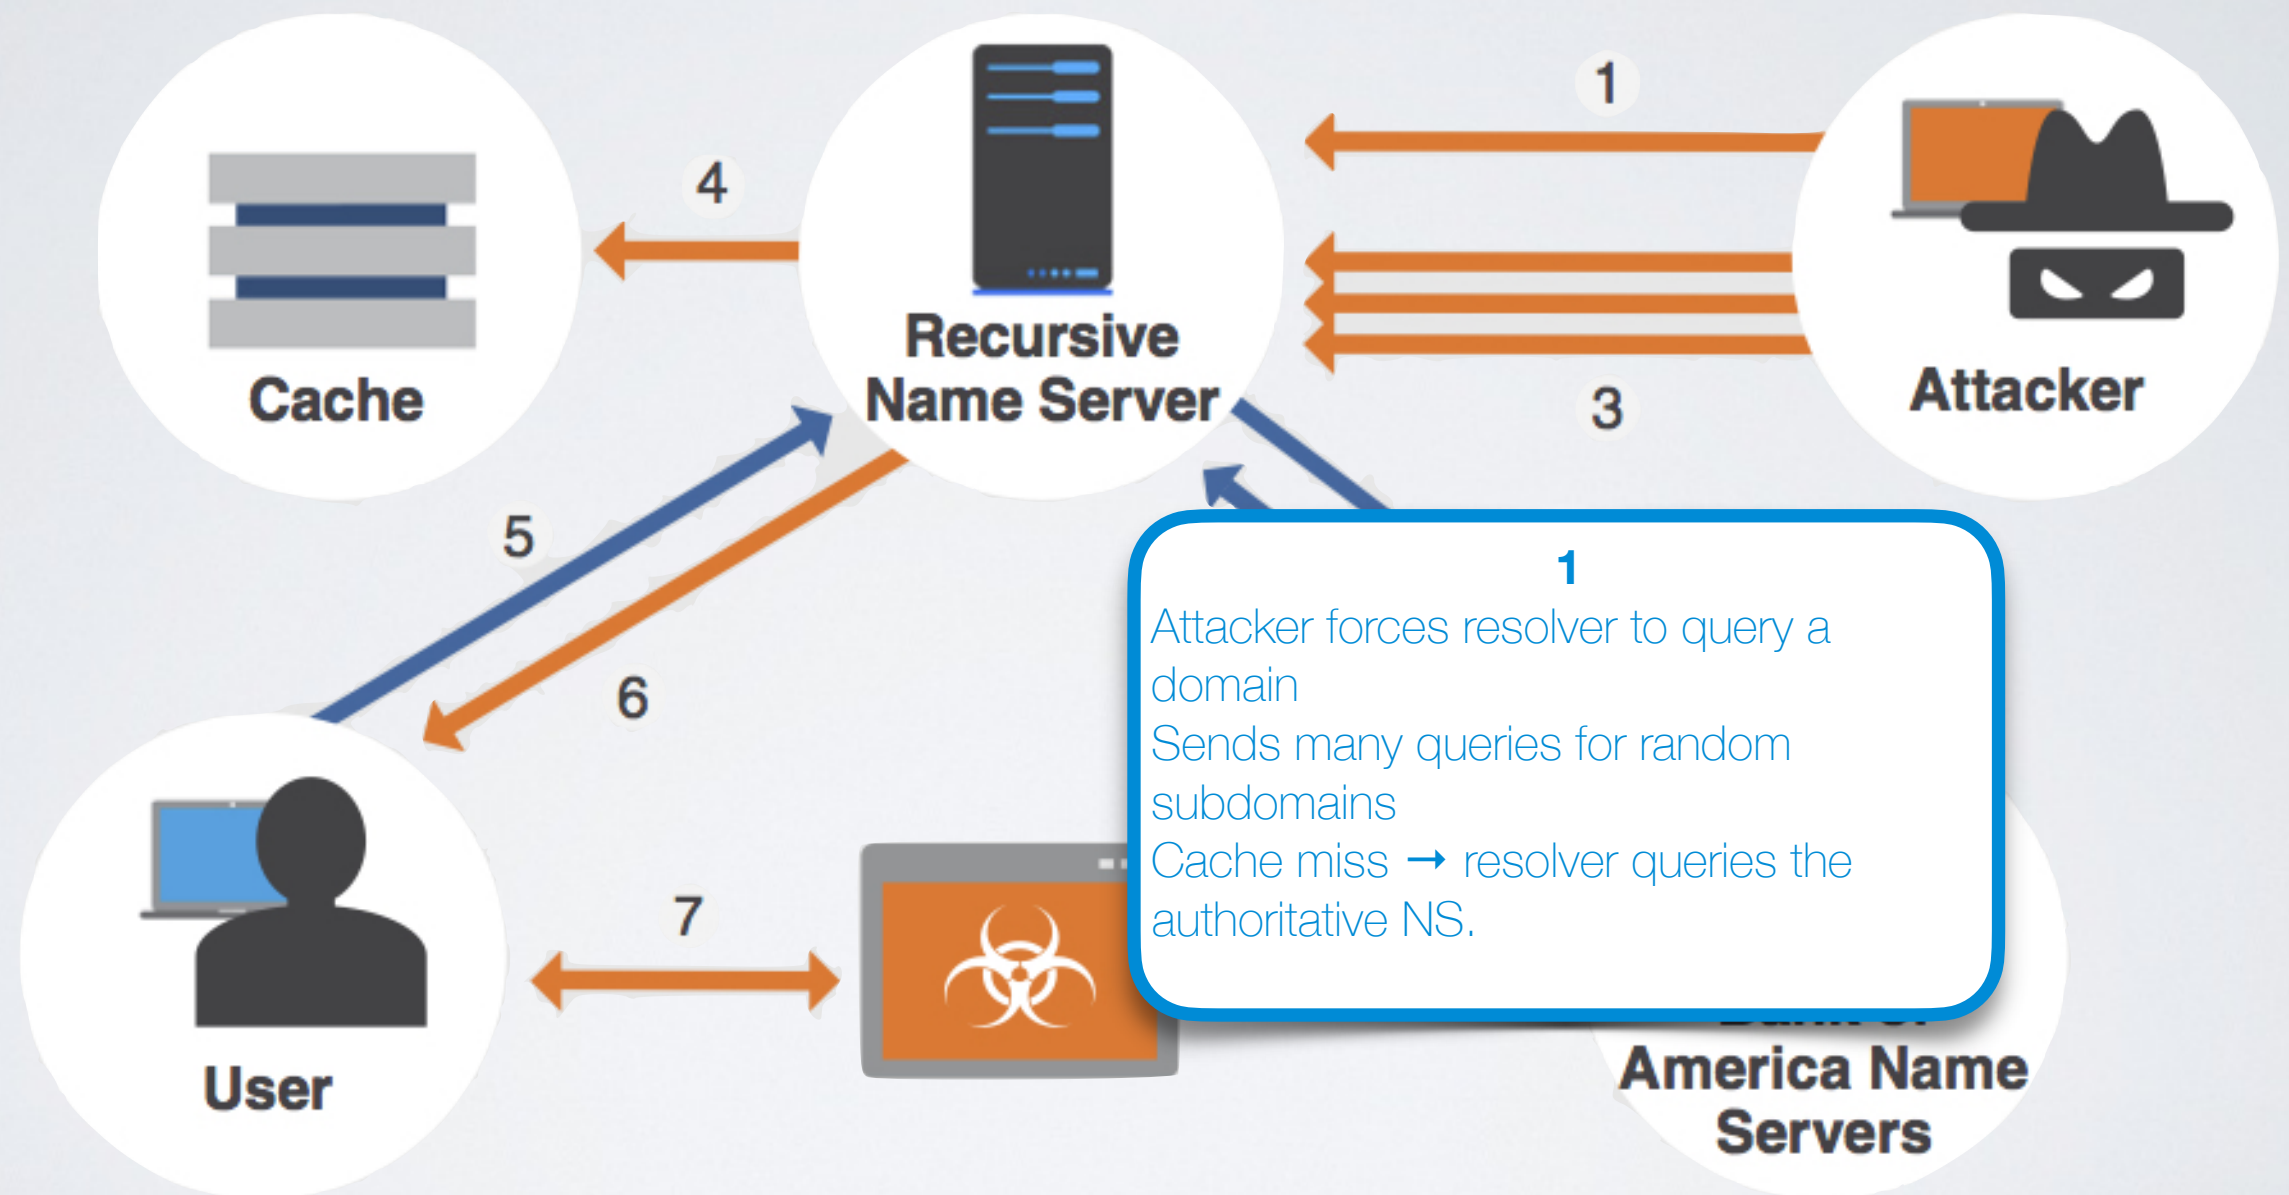 1
4
Recursive
Name Server
Cache
Attacker
3
5
6
1
Attacker forces resolver to query a
domain
Sends many queries for random
subdomains
Cache miss → resolver queries the
authoritative NS.
7
User
America Name
Servers